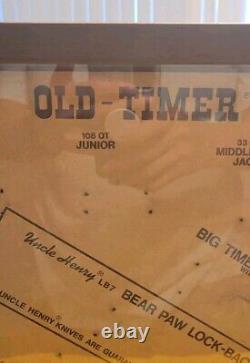 OLD-TIMER
108 OT
JUNIOR
33
MIDDL
JAC
BIG TIME
Uncle Henry® LB7 BEAR PAW LOCK-BAC
UNCLE HENRY KNIVES ARE GUARA